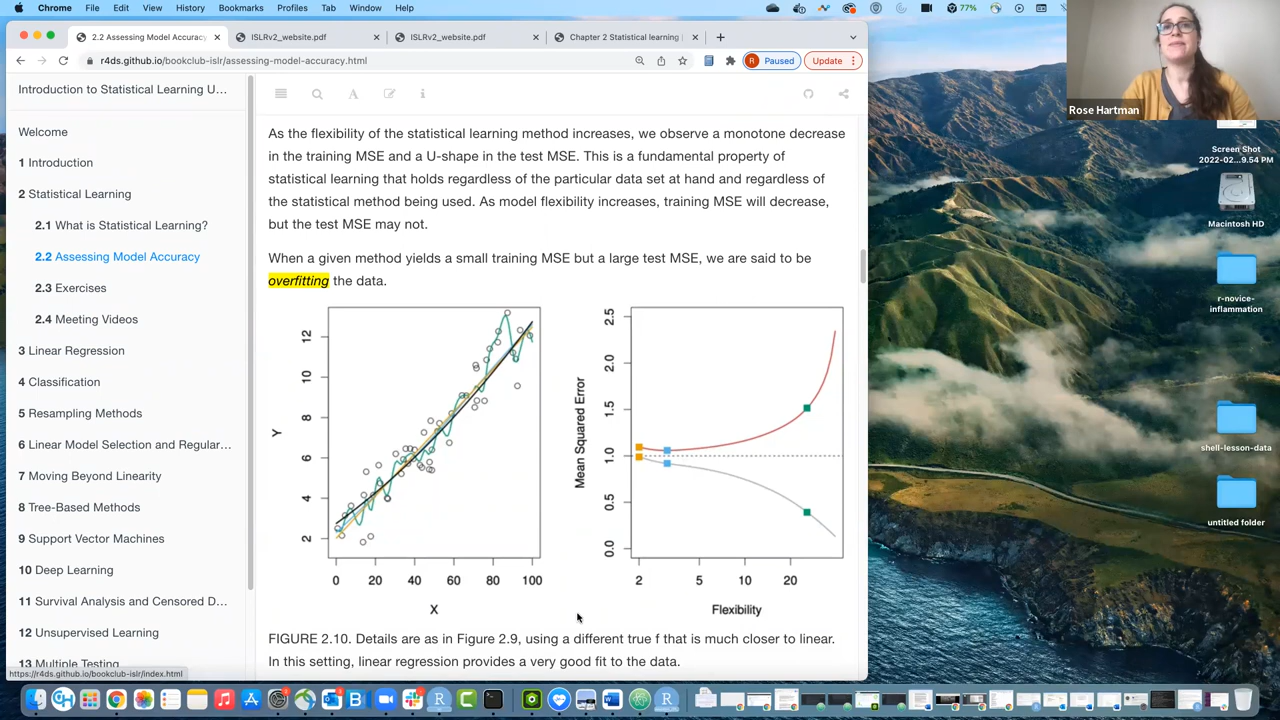 Chrome File Edit View History Bookmarks Profiles Tab Window Help
77%
2.2 Assessing Model Accuracy
ISLRv2_website.pdf
ISLRv2_website.pdf
Chapter 2 Statistical learning
r4ds.github.io/bookclub-islr/assessing-model-accuracy.html
R Paused
Update
Rose Hartman
Introduction to Statistical Learning U...
Welcome
1 Introduction
2 Statistical Learning
2.1 What is Statistical Learning?
2.2 Assessing Model Accuracy
2.3 Exercises
2.4 Meeting Videos
3 Linear Regression
4 Classification
5 Resampling Methods
6 Linear Model Selection and Regular...
7 Moving Beyond Linearity
8 Tree-Based Methods
9 Support Vector Machines
10 Deep Learning
11 Survival Analysis and Censored D...
12 Unsupervised Learning
13 Multiple Testing
https://r4ds.github.io/bookclub-islr/index.html
As the flexibility of the statistical learning method increases, we observe a monotone decrease
in the training MSE and a U-shape in the test MSE. This is a fundamental property of
statistical learning that holds regardless of the particular data set at hand and regardless of
the statistical method being used. As model flexibility increases, training MSE will decrease,
but the test MSE may not.
When a given method yields a small training MSE but a large test MSE, we are said to be
overfitting the data.
Y
12
10
8
6
4
2
0 20 40 60 80 100
X
Mean Squared Error
2.5
2.0
1.5
1.0
0.5
0.0
2 5 10 20
Flexibility
FIGURE 2.10. Details are as in Figure 2.9, using a different true f that is much closer to linear.
In this setting, linear regression provides a very good fit to the data.
Screen Shot
2022-02...9.54 PM
Macintosh HD
r-novice-
inflammation
shell-lesson-data
untitled folder